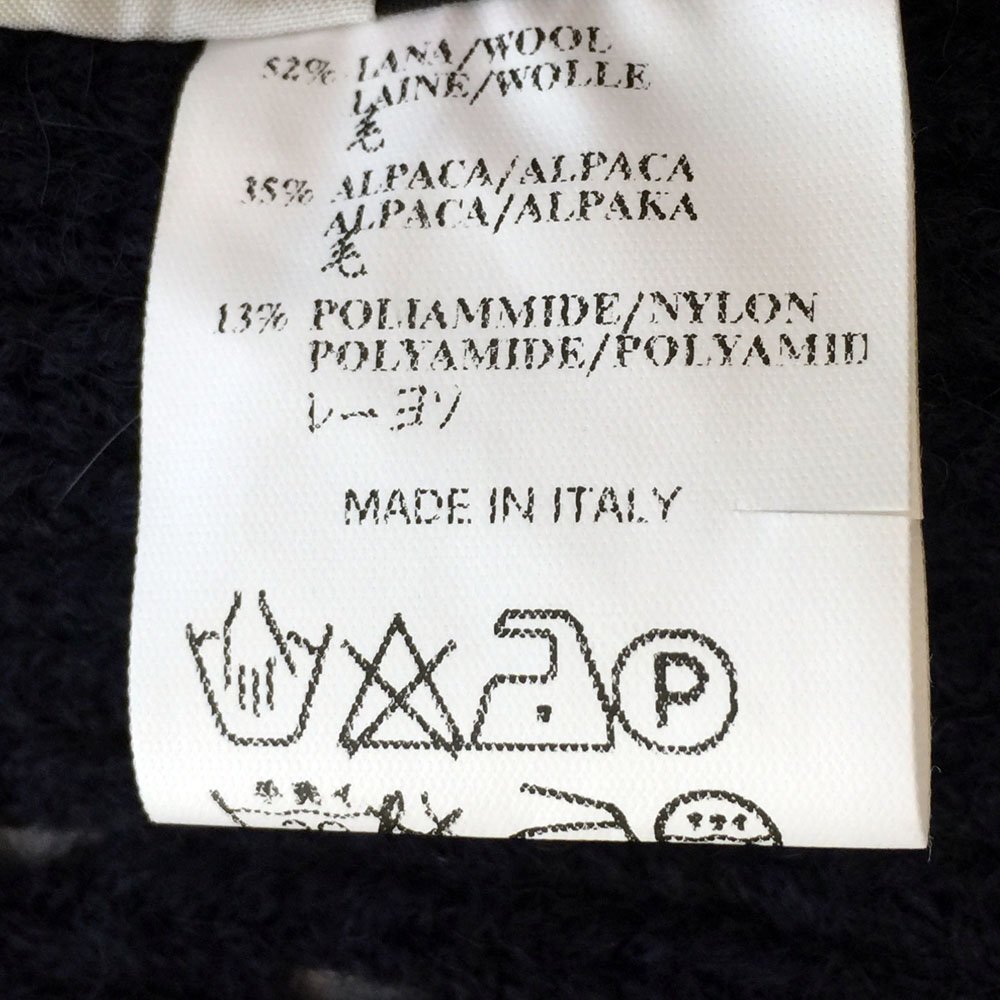 52% LANA/WOOL
LAINE/WOLLE
毛
35% ALPACA/ALPACA
ALPACA/ALPAKA
毛
13% POLIAMMIDE/NYLON
POLYAMIDE/POLYAMID
レーヨン
MADE IN ITALY
P